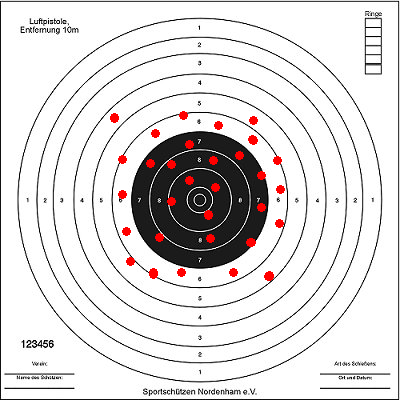 Luftpistole,
Entfernung 10m
Ringe
1
2
3
4
5
6
7
8
1 2 3 4 5 6 7 8 8 7 6 5 4 3 2 1
8
7
6
5
4
3
2
1
123456
Verein:
Name des Schützen:
Art des Schießens:
Ort und Datum:
Sportschützen Nordenham e.V.